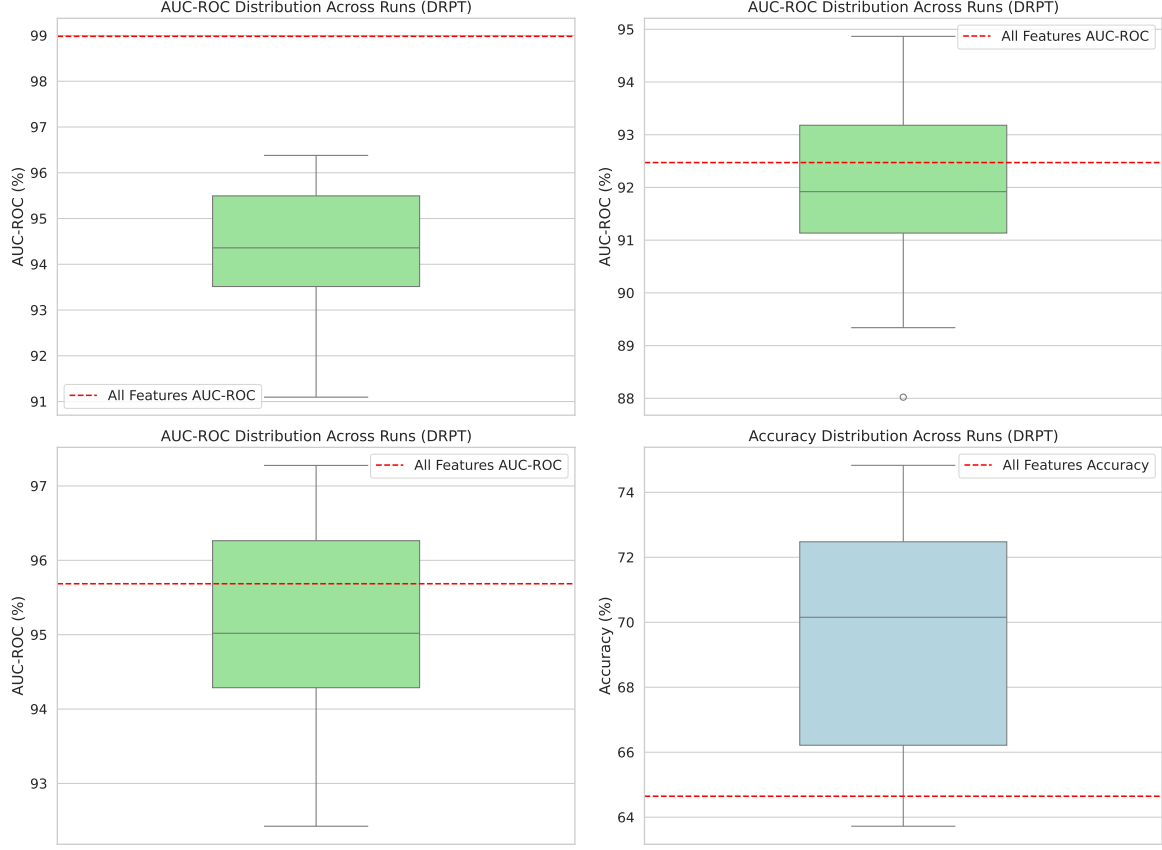 AUC-ROC Distribution Across Runs (DRPT)
99
98
97
96
95
94
93
92
91
AUC-ROC (%)
All Features AUC-ROC
AUC-ROC Distribution Across Runs (DRPT)
95
94
93
92
91
90
89
88
AUC-ROC (%)
All Features AUC-ROC
AUC-ROC Distribution Across Runs (DRPT)
97
96
95
94
93
AUC-ROC (%)
All Features AUC-ROC
Accuracy Distribution Across Runs (DRPT)
74
72
70
68
66
64
Accuracy (%)
All Features Accuracy